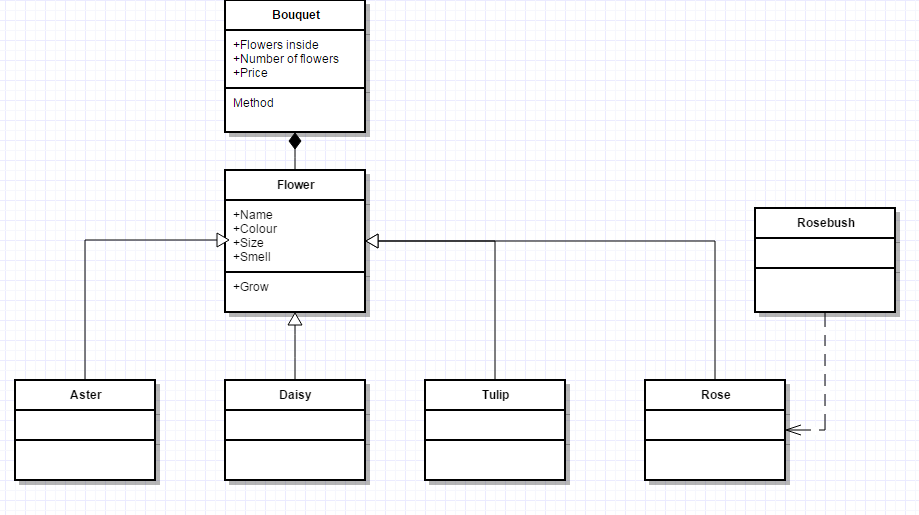 Bouquet
+Flowers inside
+Number of flowers
+Price
Method
Flower
+Name
+Colour
+Size
+Smell
+Grow
Rosebush
Aster
Daisy
Tulip
Rose